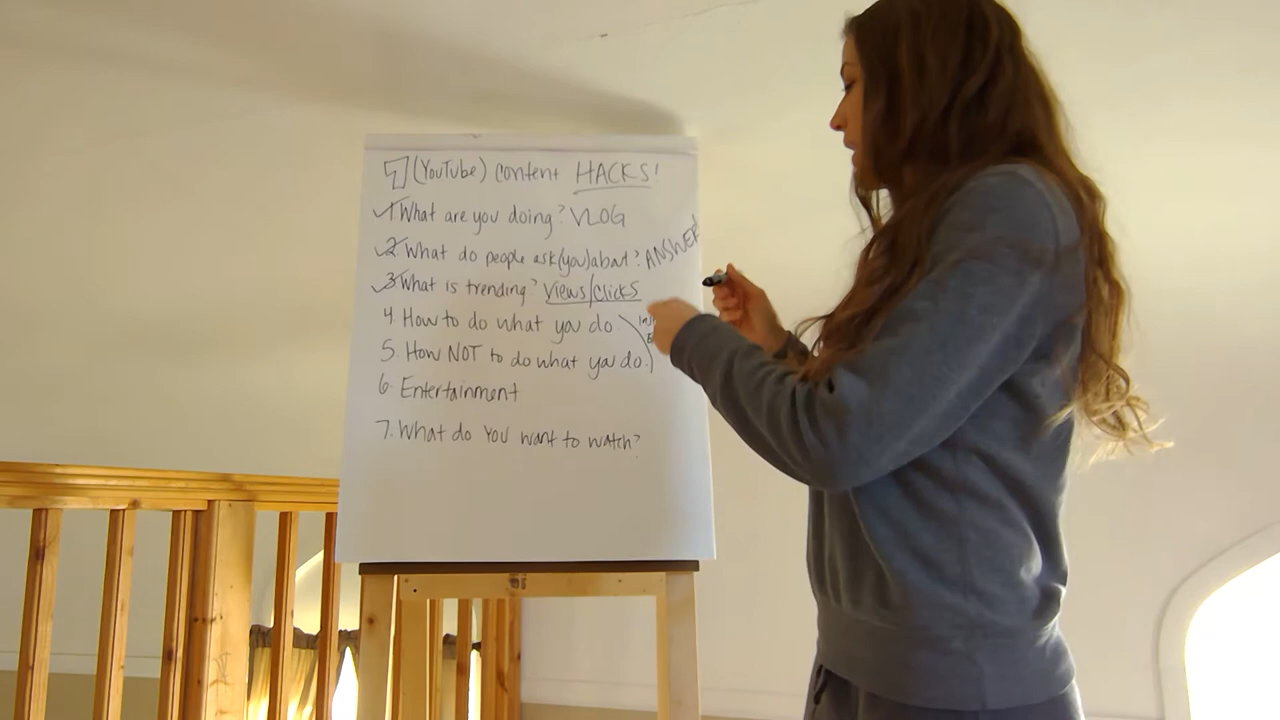 7 (YouTube) content HACKS!
1 What are you doing? VLOG
2 What do people ask (you) about? ANSWER
3 What is trending? Views/Clicks
4. How to do what you do.
5. How NOT to do what you do.
6 Entertainment
7. What do YOU want to watch?